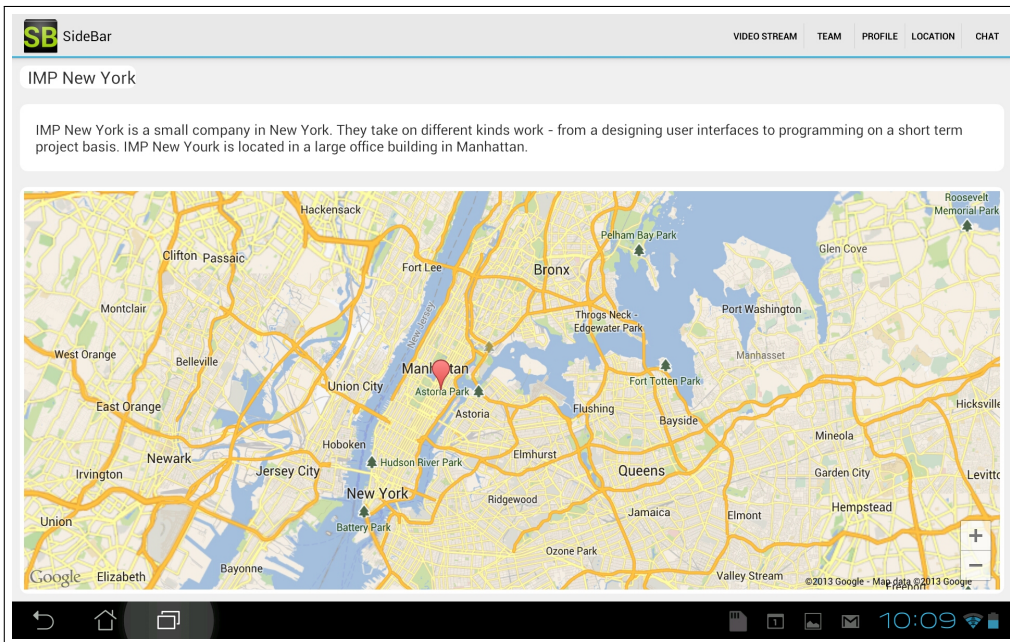 SB SideBar
VIDEO STREAM TEAM PROFILE LOCATION CHAT
IMP New York
IMP New York is a small company in New York. They take on different kinds work - from a designing user interfaces to programming on a short term
project basis. IMP New Yourk is located in a large office building in Manhattan.
Roosevelt
Memorial Park
Hackensack
Pelham Bay Park
Glen Cove
Clifton
Passaic
Fort Lee
Bronx
Montclair
New Jersey
Throgs Neck -
Edgewater Park
Port Washington
West Orange
Belleville
Manhattan
Manhasset
Union City
Astoria Park
Fort Totten Park
East Orange
Astoria
Flushing
Bayside
Hicksville
Hoboken
Mineola
Newark
Hudson River Park
Elmhurst
Irvington
Jersey City
Queens
Garden City
Levitto
New York
Ridgewood
Union
Battery Park
Jamaica
Elmont
Hempstead
+
Ozone Park
Google
Elizabeth
Bayonne
Valley Stream
−
©2013 Google - Map data ©2013 Google
Freeport
1
10:09